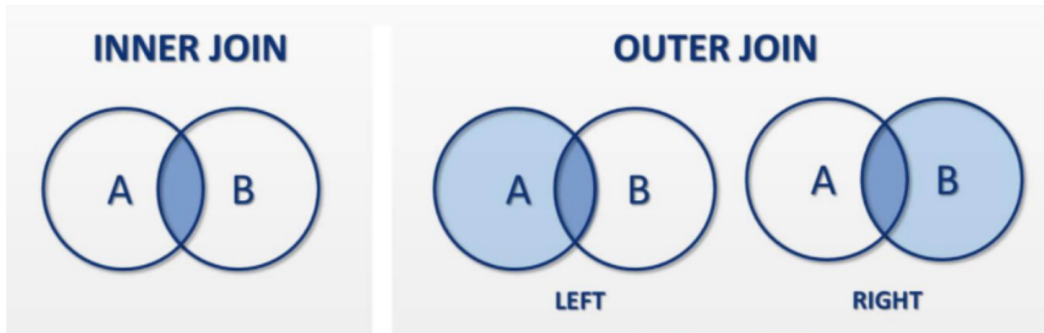 INNER JOIN
A B
OUTER JOIN
A B
A B
LEFT
RIGHT